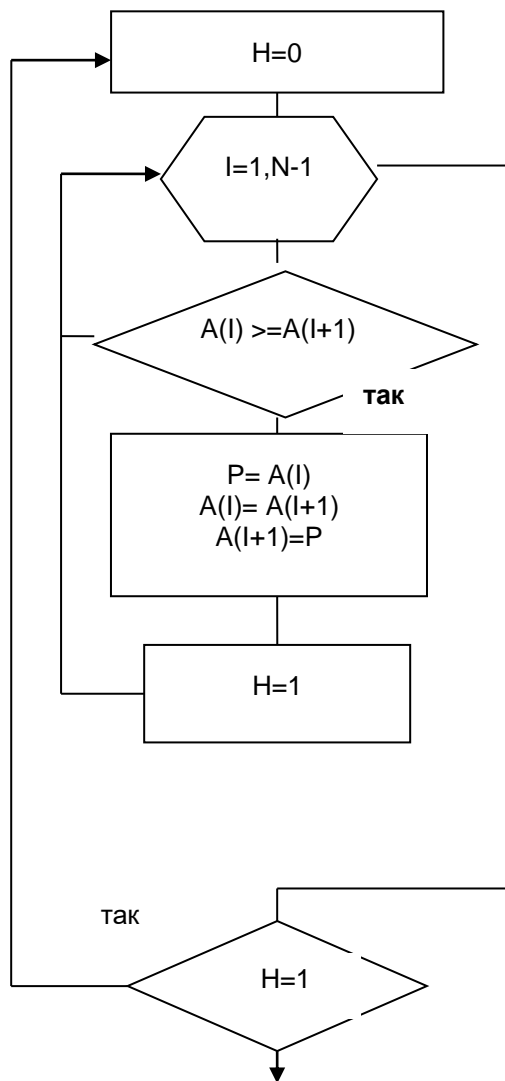 H=0
I=1,N-1
A(I) >=A(I+1)
так
P= A(I)
A(I)= A(I+1)
A(I+1)=P
H=1
так
H=1